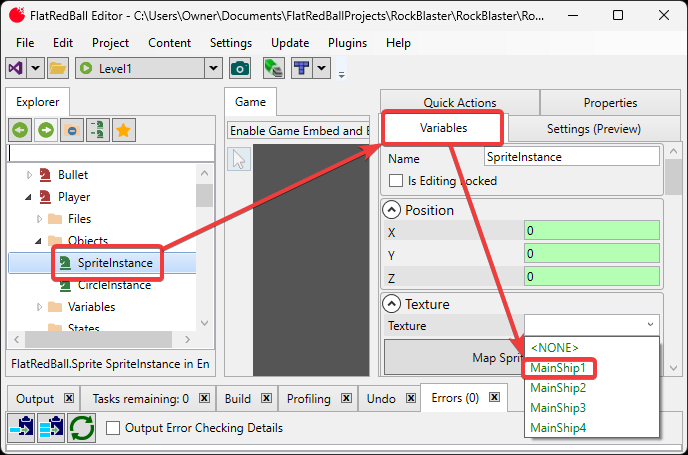 FlatRedBall Editor - C:\Users\Owner\Documents\FlatRedBallProjects\RockBlaster\RockBlaster\Ro...
File Edit Project Content Settings Update Plugins Help
Level1
Explorer
Bullet
Player
Files
Objects
SpriteInstance
CircleInstance
Variables
States
FlatRedBall.Sprite SpriteInstance in En
Game
Enable Game Embed and E
Quick Actions
Properties
Variables
Settings (Preview)
Name
SpriteInstance
Is Editing Locked
Position
X 0
Y 0
Z 0
Texture
Texture
Map Sprit
<NONE>
MainShip1
MainShip2
MainShip3
MainShip4
Output Tasks remaining: 0 Build Profiling Undo Errors (0)
Output Error Checking Details